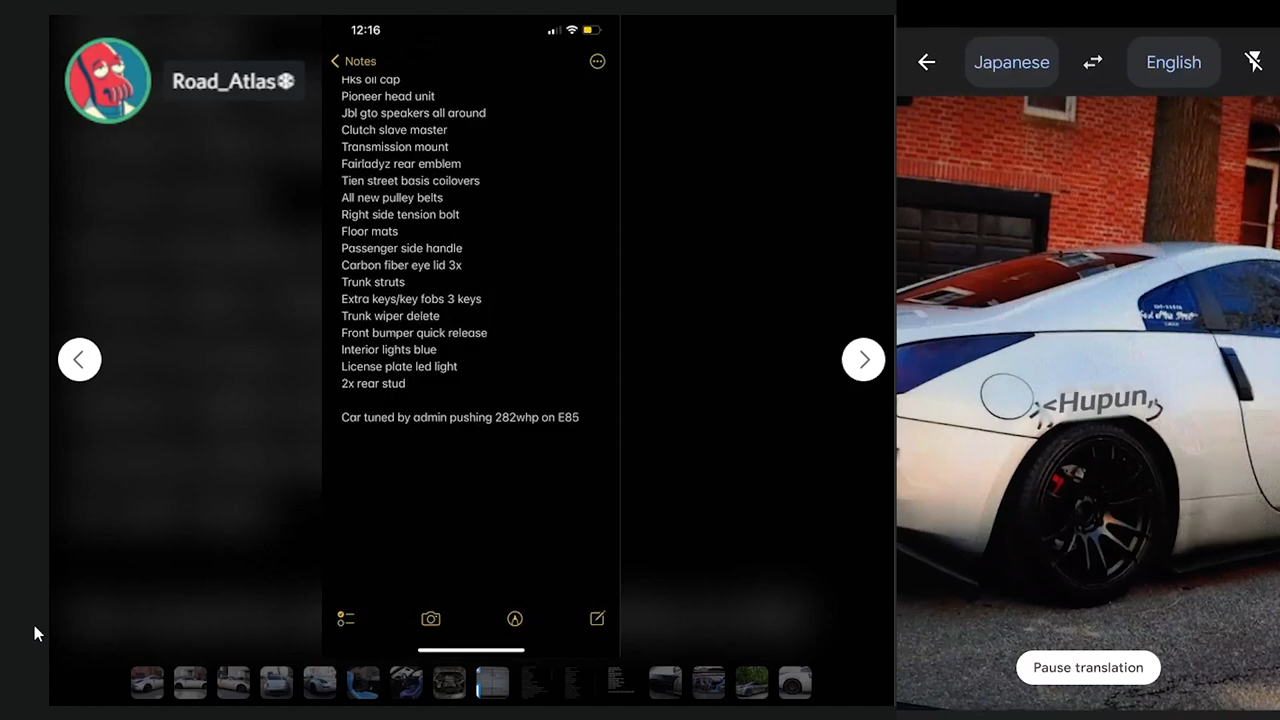 Road_Atlas
12:16
Notes
Hks oil cap
Pioneer head unit
Jbl gto speakers all around
Clutch slave master
Transmission mount
Fairladyz rear emblem
Tien street basis coilovers
All new pulley belts
Right side tension bolt
Floor mats
Passenger side handle
Carbon fiber eye lid 3x
Trunk struts
Extra keys/key fobs 3 keys
Trunk wiper delete
Front bumper quick release
Interior lights blue
License plate led light
2x rear stud
Car tuned by admin pushing 282whp on E85
Japanese
English
<Hupun,
Pause translation